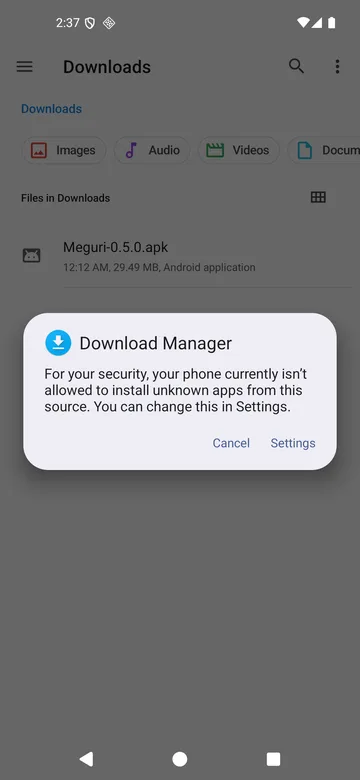 2:37
Downloads
Downloads
Images
Audio
Videos
Docum
Files in Downloads
Meguri-0.5.0.apk
12:12 AM, 29.49 MB, Android application
Download Manager
For your security, your phone currently isn't
allowed to install unknown apps from this
source. You can change this in Settings.
Cancel
Settings